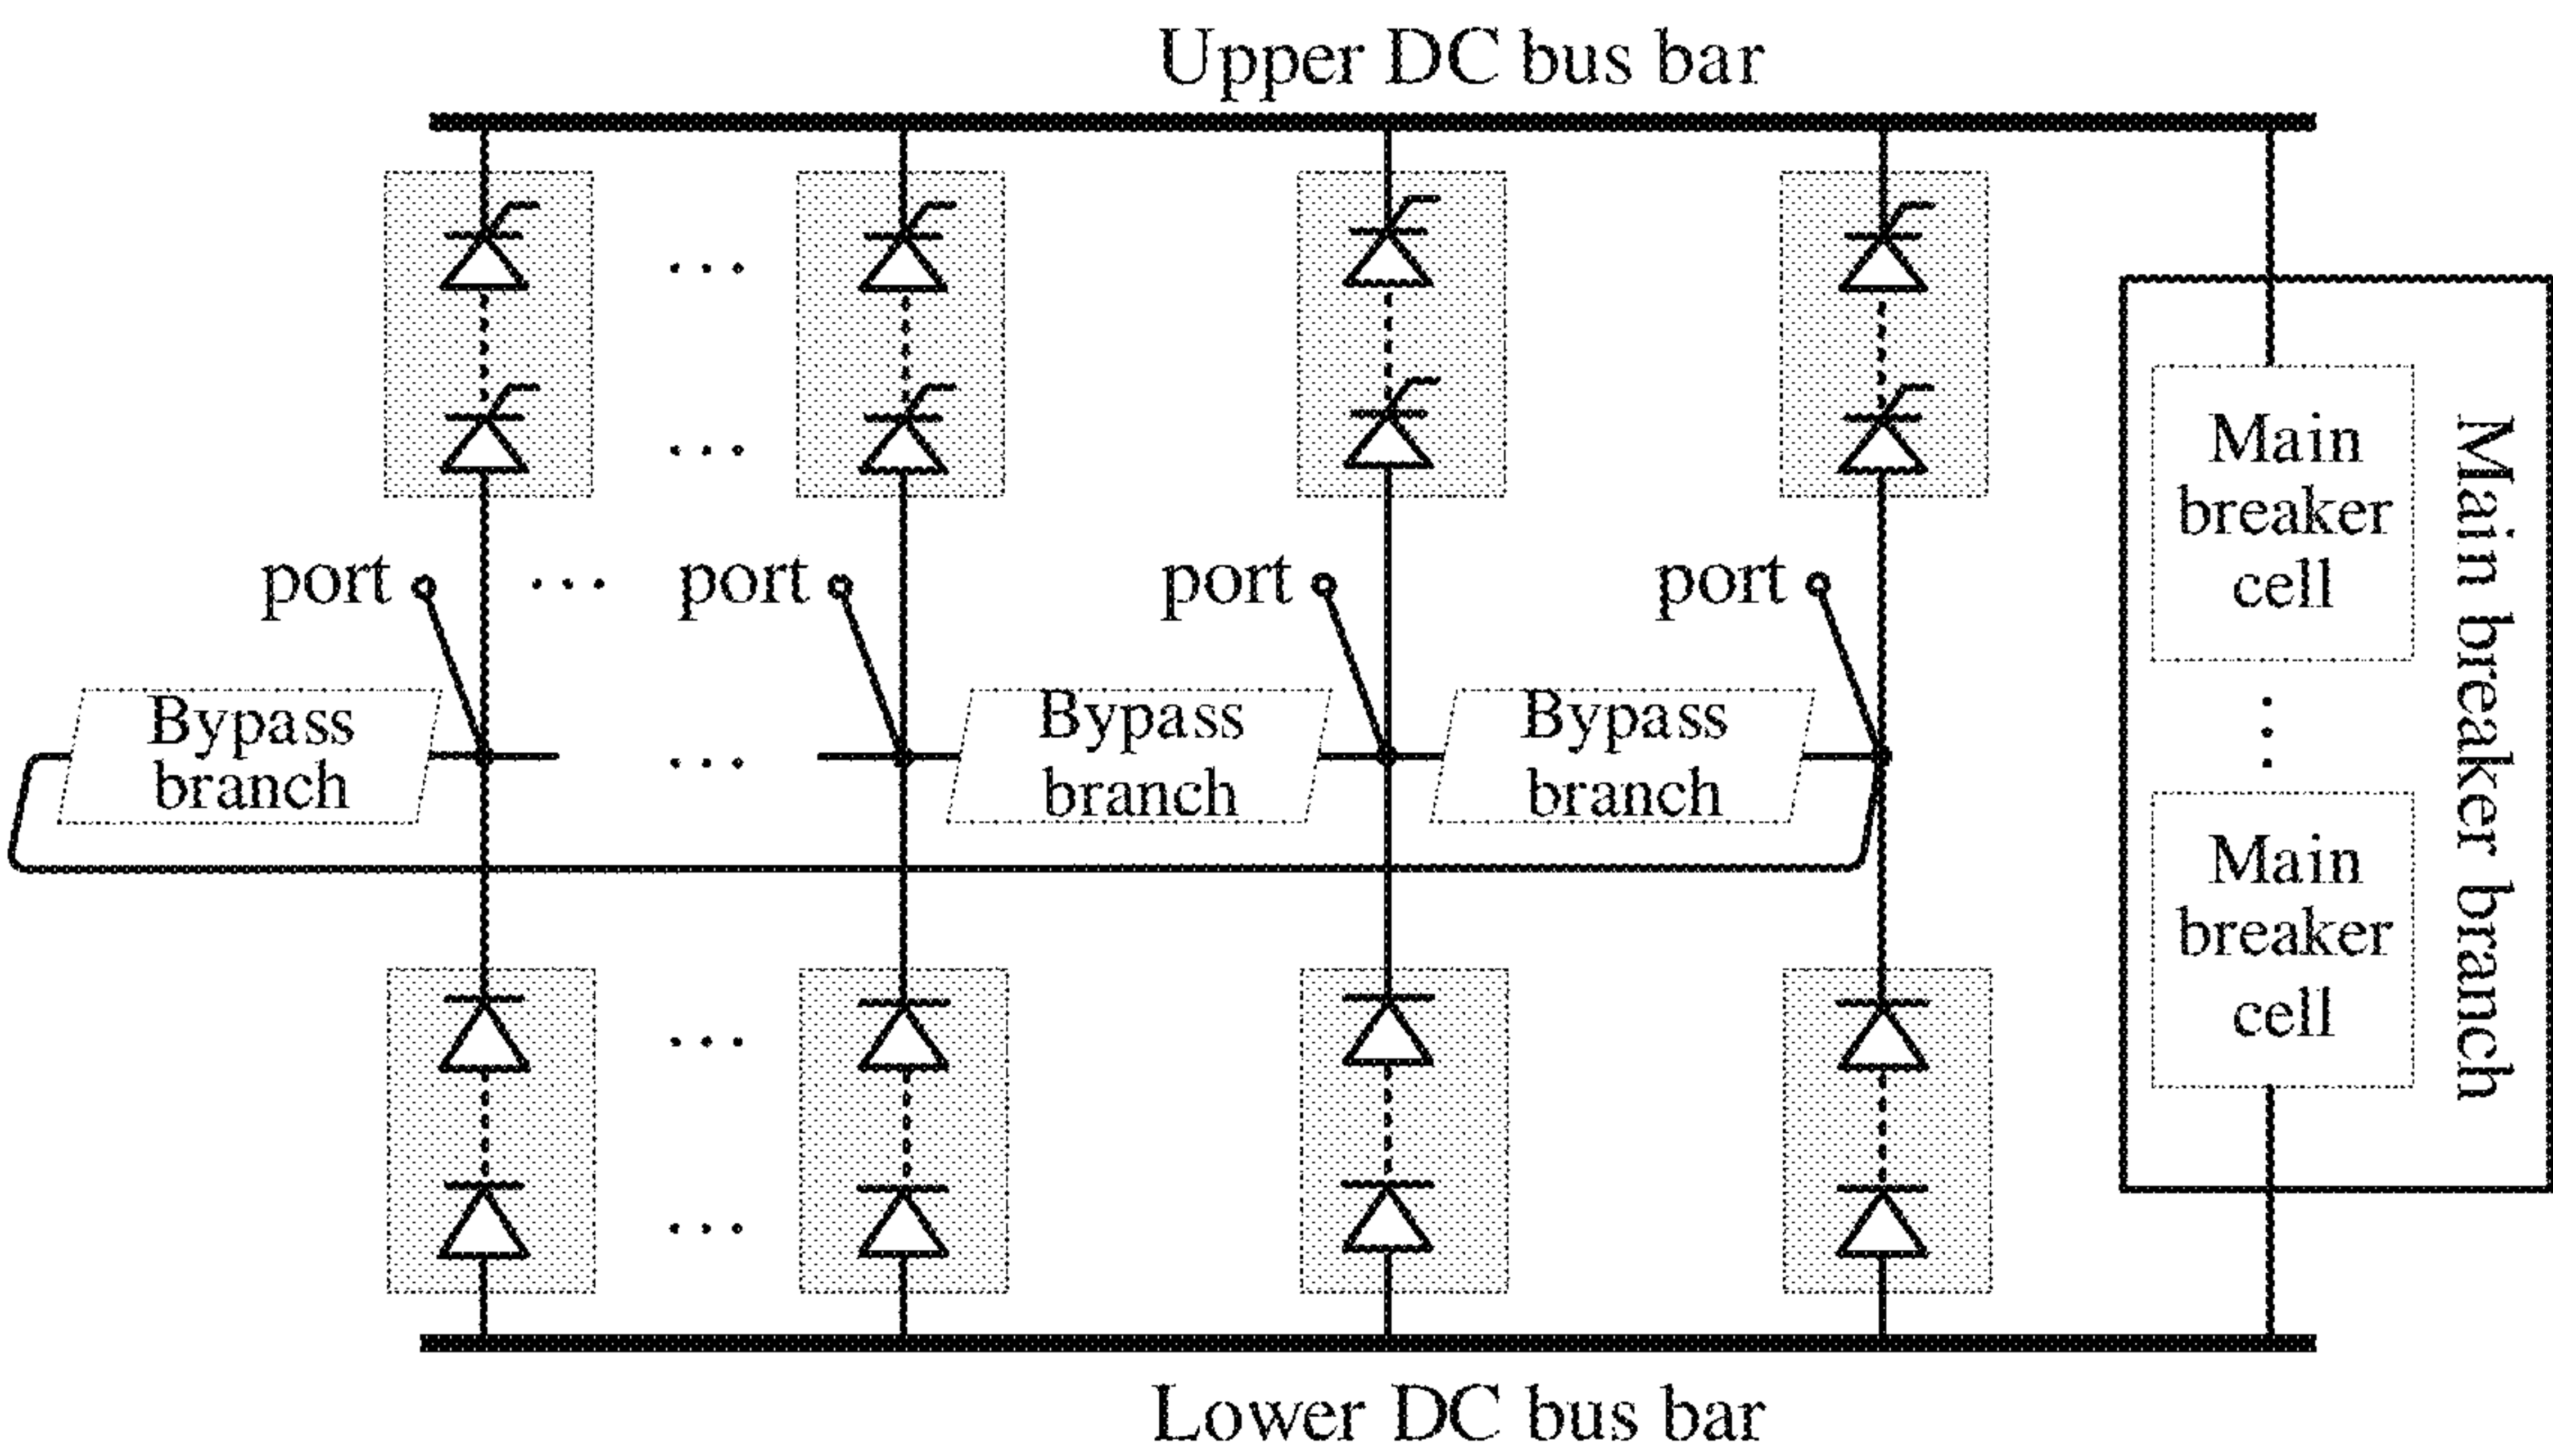 Upper DC bus bar
port
port
port
port
Bypass
branch
Bypass
branch
Bypass
branch
Main
breaker
cell
Main
breaker
cell
Main breaker branch
Lower DC bus bar